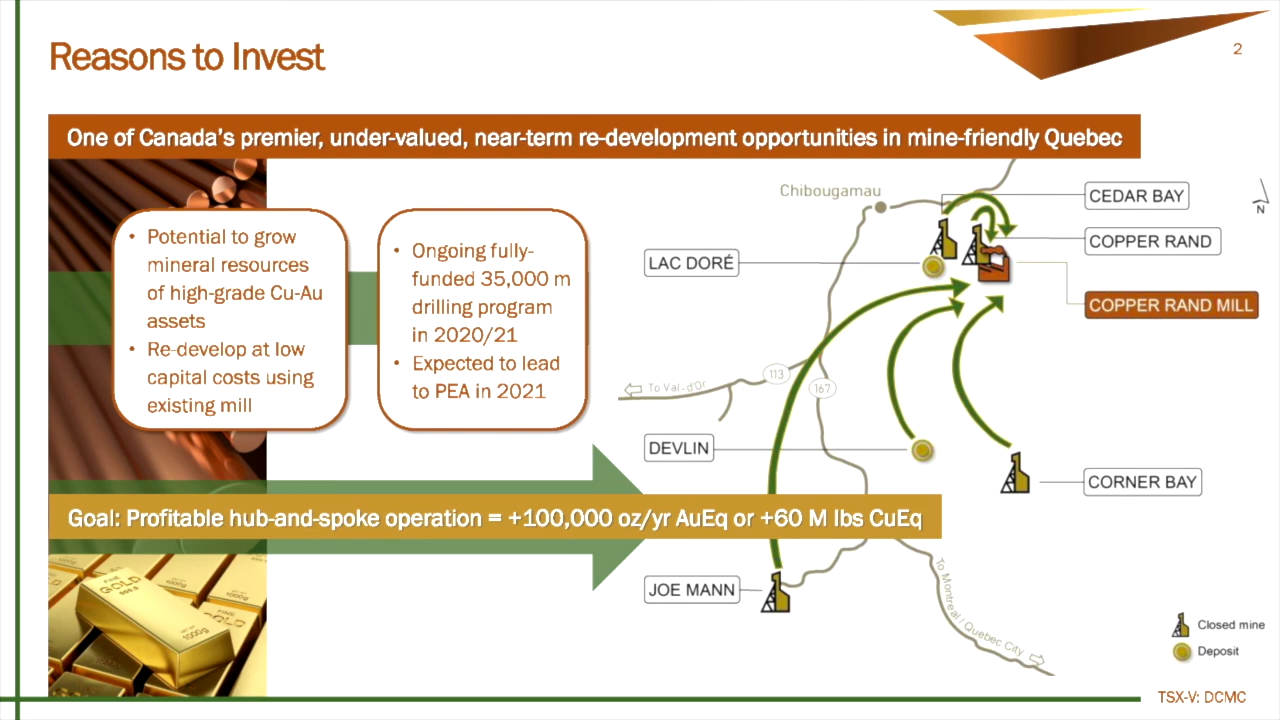 2
Reasons to Invest
One of Canada's premier, under-valued, near-term re-development opportunities in mine-friendly Quebec
• Potential to grow
mineral resources
of high-grade Cu-Au
assets
• Re-develop at low
capital costs using
existing mill
• Ongoing fully-
funded 35,000 m
drilling program
in 2020/21
• Expected to lead
to PEA in 2021
Chibougamau
CEDAR BAY
N
COPPER RAND
LAC DORÉ
COPPER RAND MILL
113
167
To Val-d'Or
DEVLIN
CORNER BAY
Goal: Profitable hub-and-spoke operation = +100,000 oz/yr AuEq or +60 M lbs CuEq
JOE MANN
To Montreal / Quebec City
FINE
GOLD
999.9
1000g
Closed mine
Deposit
TSX-V: DCMC